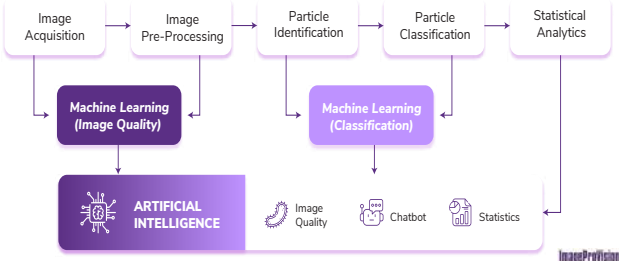 Image
Acquisition
Image
Pre-Processing
Particle
Identification
Particle
Classification
Statistical
Analytics
Machine Learning
(Image Quality)
Machine Learning
(Classification)
ARTIFICIAL
INTELLIGENCE
Image
Quality
Chatbot
Statistics
ImageProVision